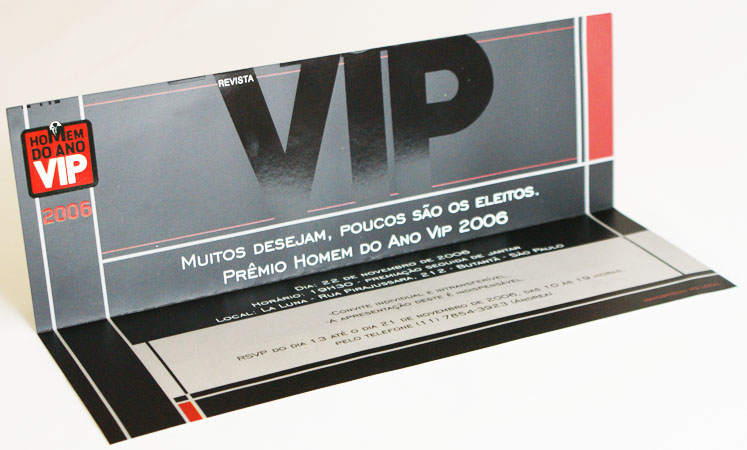 REVISTA
VIP
HOMEM
DO ANO
VIP
2006
MUITOS DESEJAM, POUCOS SÃO OS ELEITOS.
PRÊMIO HOMEM DO ANO VIP 2006
DIA: 22 DE NOVEMBRO DE 2006
HORÁRIO: 19H30 - PREMIAÇÃO SEGUIDA DE JANTAR
LOCAL: LA LUNA - RUA PIRAJUSSARA, 212 - BUTANTÃ - SÃO PAULO
-CONVITE INDIVIDUAL E INTRANSFERÍVEL
-A APRESENTAÇÃO DESTE É INDISPENSÁVEL
RSVP DO DIA 13 ATÉ O DIA 21 DE NOVEMBRO DE 2006, DAS 10 ÀS 19 HORAS,
PELO TELEFONE (11) 7854-3923 (ANDREA).